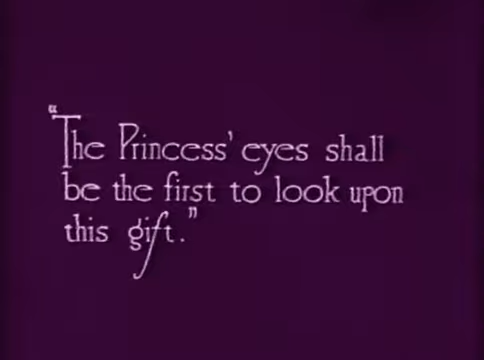 "The Princess' eyes shall
be the first to look upon
this gift."